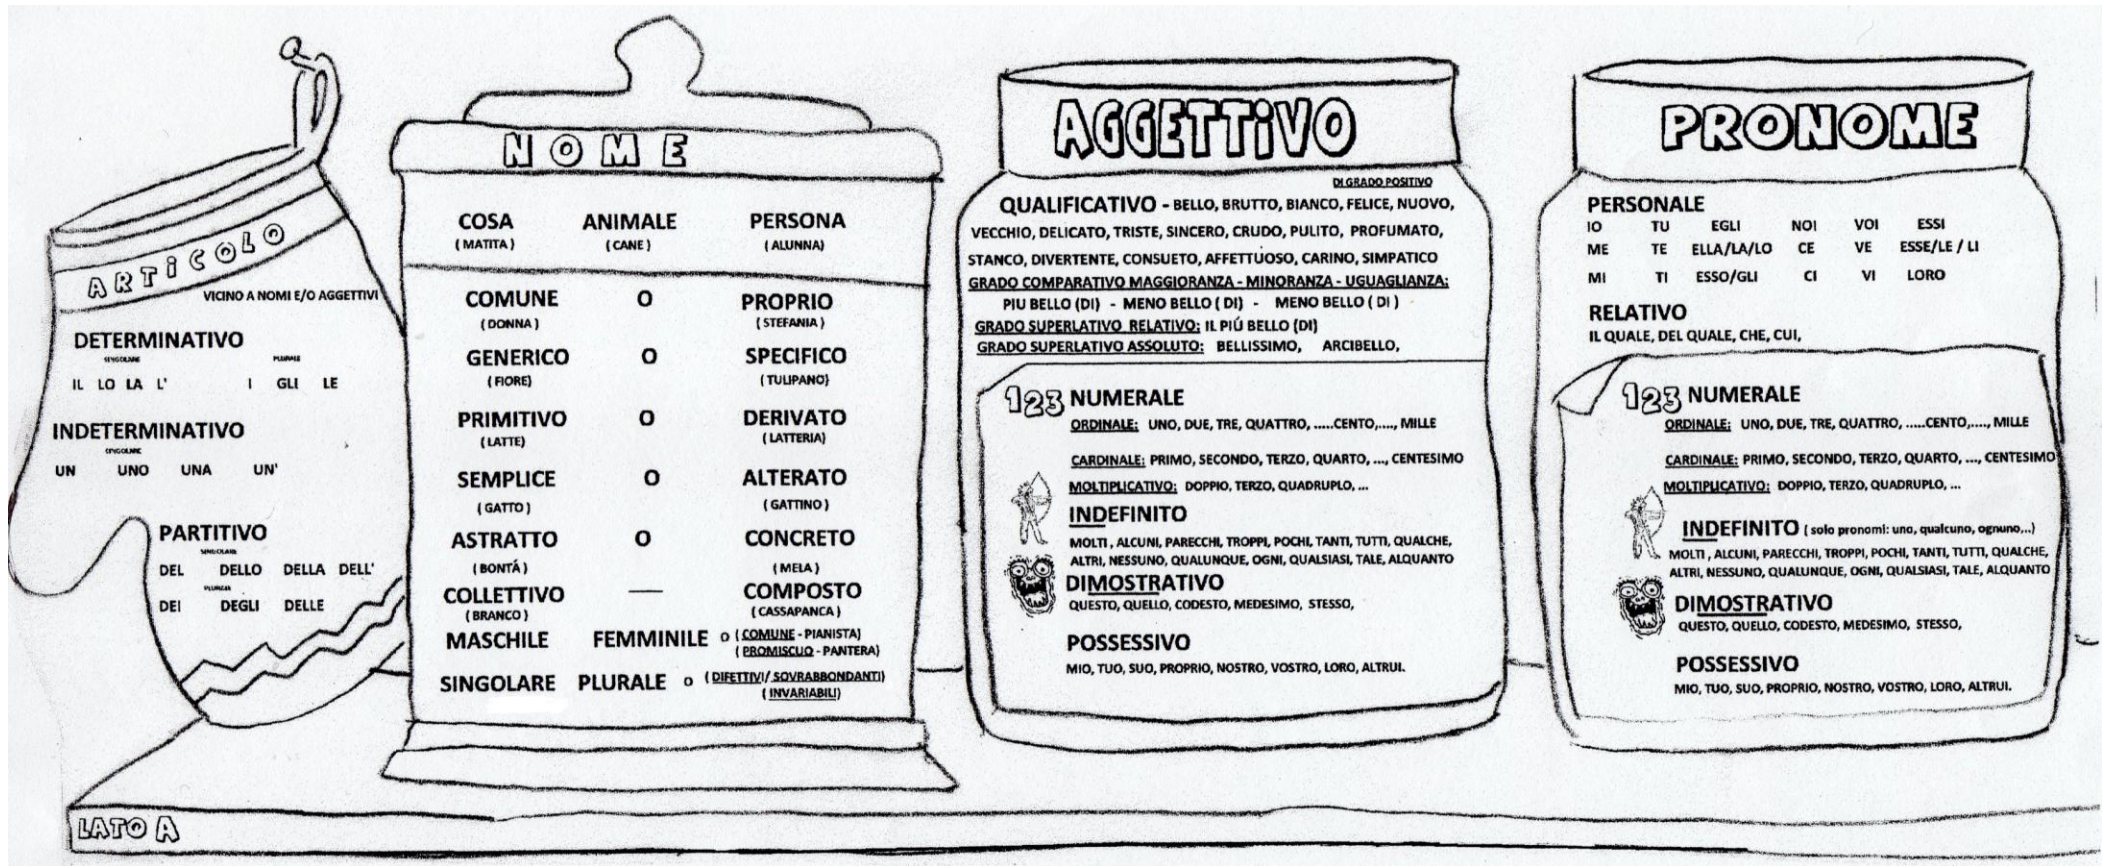 ARTiCOLO
VICINO A NOMI E/O AGGETTIVI
DETERMINATIVO
SINGOLARE PLURALE
IL LO LA L' I GLI LE
INDETERMINATIVO
SINGOLARE
UN UNO UNA UN'
PARTITIVO
SINGOLARE
DEL DELLO DELLA DELL'
PLURALE
DEI DEGLI DELLE
NOME
COSA ANIMALE PERSONA
( MATITA ) ( CANE ) ( ALUNNA)
COMUNE O PROPRIO
( DONNA ) ( STEFANIA )
GENERICO O SPECIFICO
( FIORE) ( TULIPANO)
PRIMITIVO O DERIVATO
( LATTE) ( LATTERIA)
SEMPLICE O ALTERATO
( GATTO ) ( GATTINO )
ASTRATTO O CONCRETO
( BONTÁ ) ( MELA )
COLLETTIVO — COMPOSTO
( BRANCO ) ( CASSAPANCA )
MASCHILE FEMMINILE o ( COMUNE - PIANISTA)
( PROMISCUO - PANTERA)
SINGOLARE PLURALE o ( DIFETTIVI/ SOVRABBONDANTI)
( INVARIABILI)
AGGETTiVO
DI GRADO POSITIVO
QUALIFICATIVO - BELLO, BRUTTO, BIANCO, FELICE, NUOVO,
VECCHIO, DELICATO, TRISTE, SINCERO, CRUDO, PULITO, PROFUMATO,
STANCO, DIVERTENTE, CONSUETO, AFFETTUOSO, CARINO, SIMPATICO
GRADO COMPARATIVO MAGGIORANZA - MINORANZA - UGUAGLIANZA:
PIU BELLO (DI) - MENO BELLO ( DI) - MENO BELLO ( DI )
GRADO SUPERLATIVO RELATIVO: IL PIÚ BELLO (DI)
GRADO SUPERLATIVO ASSOLUTO: BELLISSIMO, ARCIBELLO,
123 NUMERALE
ORDINALE: UNO, DUE, TRE, QUATTRO, .....CENTO,...., MILLE
CARDINALE: PRIMO, SECONDO, TERZO, QUARTO, ..., CENTESIMO
MOLTIPLICATIVO: DOPPIO, TERZO, QUADRUPLO, ...
INDEFINITO
MOLTI , ALCUNI, PARECCHI, TROPPI, POCHI, TANTI, TUTTI, QUALCHE,
ALTRI, NESSUNO, QUALUNQUE, OGNI, QUALSIASI, TALE, ALQUANTO
DIMOSTRATIVO
QUESTO, QUELLO, CODESTO, MEDESIMO, STESSO,
POSSESSIVO
MIO, TUO, SUO, PROPRIO, NOSTRO, VOSTRO, LORO, ALTRUI.
PRONOME
PERSONALE
IO TU EGLI NOI VOI ESSI
ME TE ELLA/LA/LO CE VE ESSE/LE / LI
MI TI ESSO/GLI CI VI LORO
RELATIVO
IL QUALE, DEL QUALE, CHE, CUI,
123 NUMERALE
ORDINALE: UNO, DUE, TRE, QUATTRO, .....CENTO,...., MILLE
CARDINALE: PRIMO, SECONDO, TERZO, QUARTO, ..., CENTESIMO
MOLTIPLICATIVO: DOPPIO, TERZO, QUADRUPLO, ...
INDEFINITO ( solo pronomi: uno, qualcuno, ognuno,..)
MOLTI , ALCUNI, PARECCHI, TROPPI, POCHI, TANTI, TUTTI, QUALCHE,
ALTRI, NESSUNO, QUALUNQUE, OGNI, QUALSIASI, TALE, ALQUANTO
DIMOSTRATIVO
QUESTO, QUELLO, CODESTO, MEDESIMO, STESSO,
POSSESSIVO
MIO, TUO, SUO, PROPRIO, NOSTRO, VOSTRO, LORO, ALTRUI.
LATO A